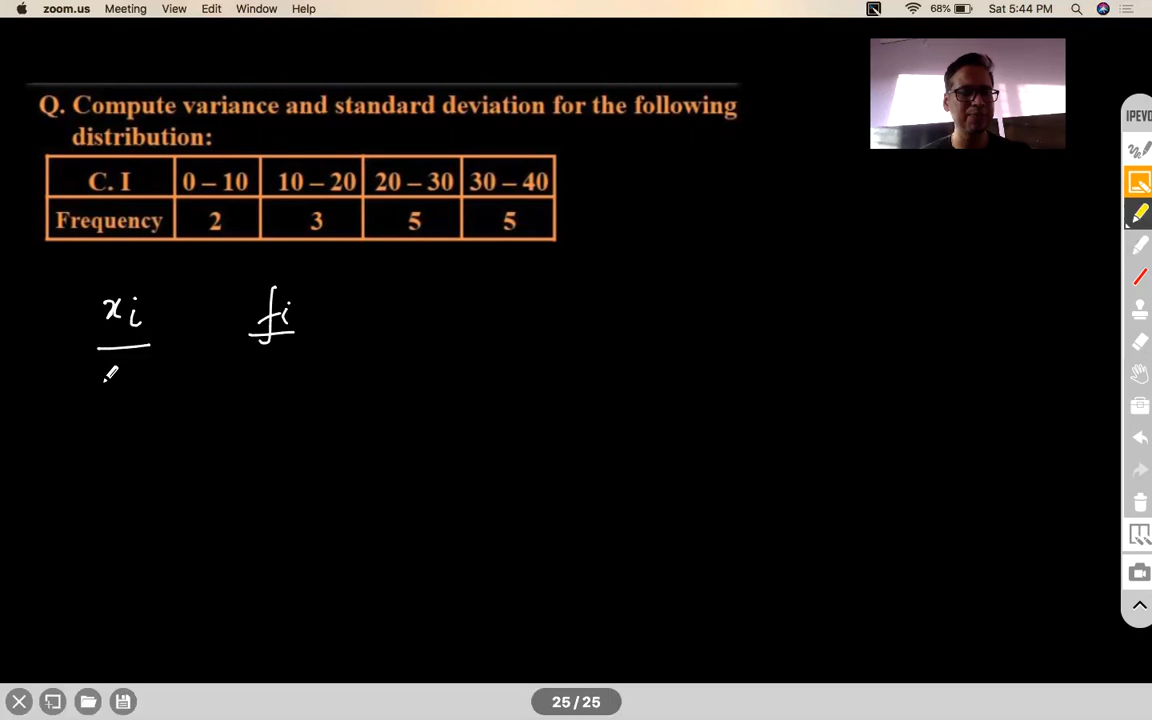 zoom.us Meeting View Edit Window Help 68% Sat 5:44 PM
Q. Compute variance and standard deviation for the following
distribution:
C. I 0 – 10 10 – 20 20 – 30 30 – 40
Frequency 2 3 5 5
xi fi
IPEVO
25 / 25